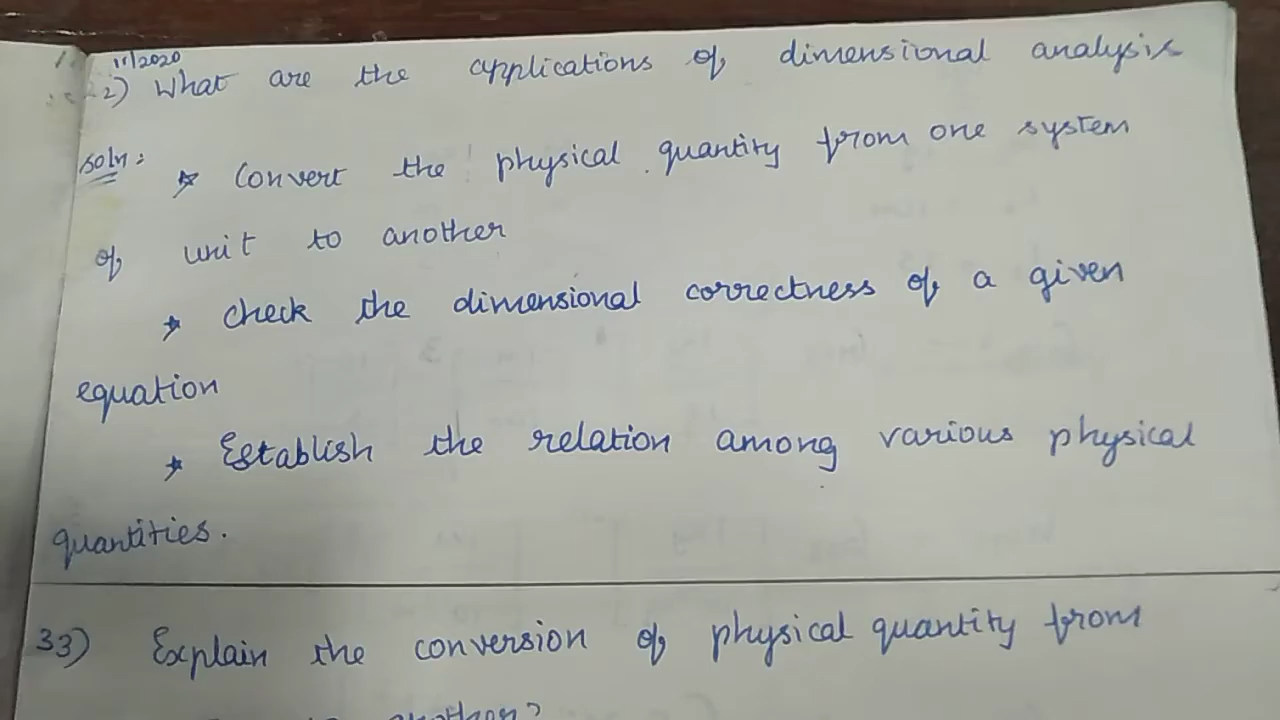 11/2020
2) What are the applications of dimensional analysis
Soln:
* Convert the physical quantity from one system
of unit to another
* Check the dimensional correctness of a given
equation
* Establish the relation among various physical
quantities.
33) Explain the conversion of physical quantity from
another?